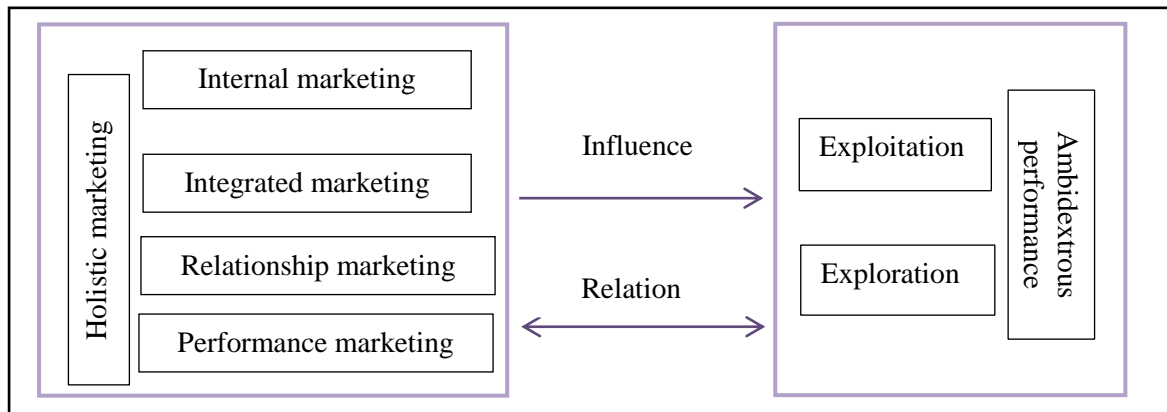 Holistic marketing
Internal marketing
Integrated marketing
Relationship marketing
Performance marketing
Influence
Relation
Exploitation
Exploration
Ambidextrous
performance